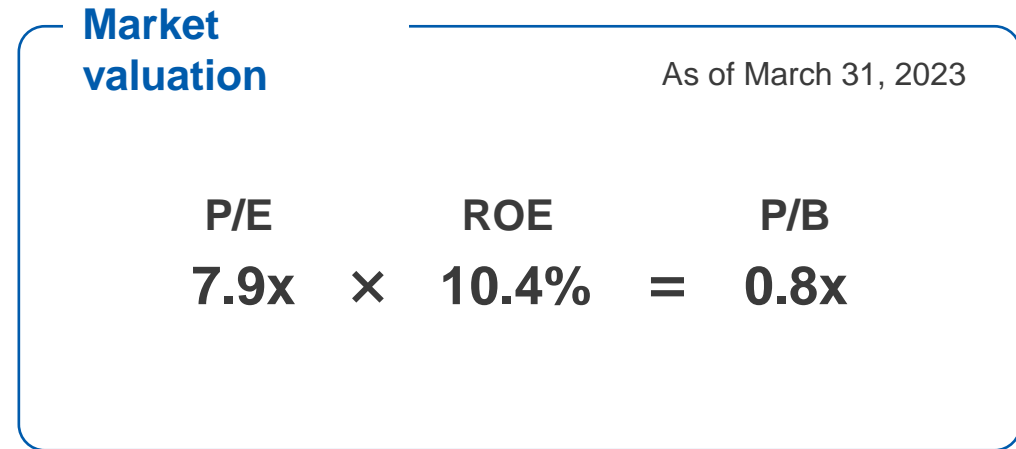 Market
valuation
As of March 31, 2023
P/E ROE P/B
7.9x × 10.4% = 0.8x